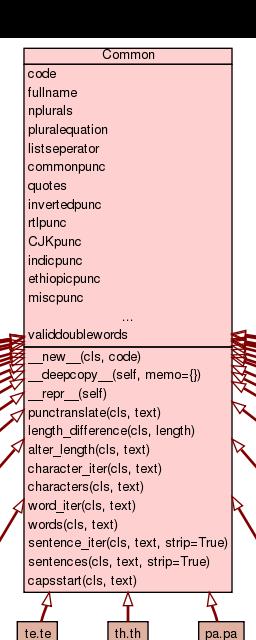 Common
code
fullname
nplurals
pluralequation
listseperator
commonpunc
quotes
invertedpunc
rtlpunc
CJKpunc
indicpunc
ethiopicpunc
miscpunc
...
validdoublewords
__new__(cls, code)
__deepcopy__(self, memo={})
__repr__(self)
punctranslate(cls, text)
length_difference(cls, length)
alter_length(cls, text)
character_iter(cls, text)
characters(cls, text)
word_iter(cls, text)
words(cls, text)
sentence_iter(cls, text, strip=True)
sentences(cls, text, strip=True)
capsstart(cls, text)
te.te th.th pa.pa